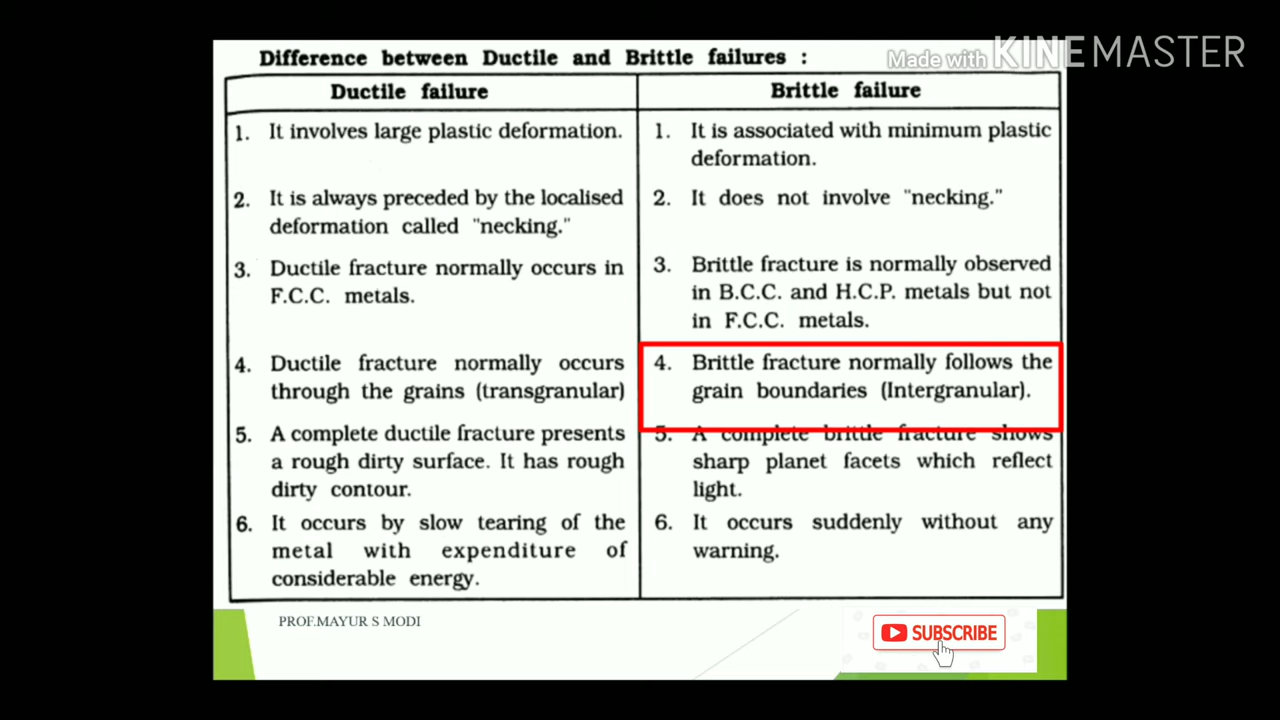 Made with KINEMASTER
Difference between Ductile and Brittle failures :
Ductile failure
1. It involves large plastic deformation.
2. It is always preceded by the localised
deformation called "necking."
3. Ductile fracture normally occurs in
F.C.C. metals.
4. Ductile fracture normally occurs
through the grains (transgranular)
5. A complete ductile fracture presents
a rough dirty surface. It has rough
dirty contour.
6. It occurs by slow tearing of the
metal with expenditure of
considerable energy.
Brittle failure
1. It is associated with minimum plastic
deformation.
2. It does not involve "necking."
3. Brittle fracture is normally observed
in B.C.C. and H.C.P. metals but not
in F.C.C. metals.
4. Brittle fracture normally follows the
grain boundaries (Intergranular).
5. A complete brittle fracture shows
sharp planet facets which reflect
light.
6. It occurs suddenly without any
warning.
PROF.MAYUR S MODI
SUBSCRIBE